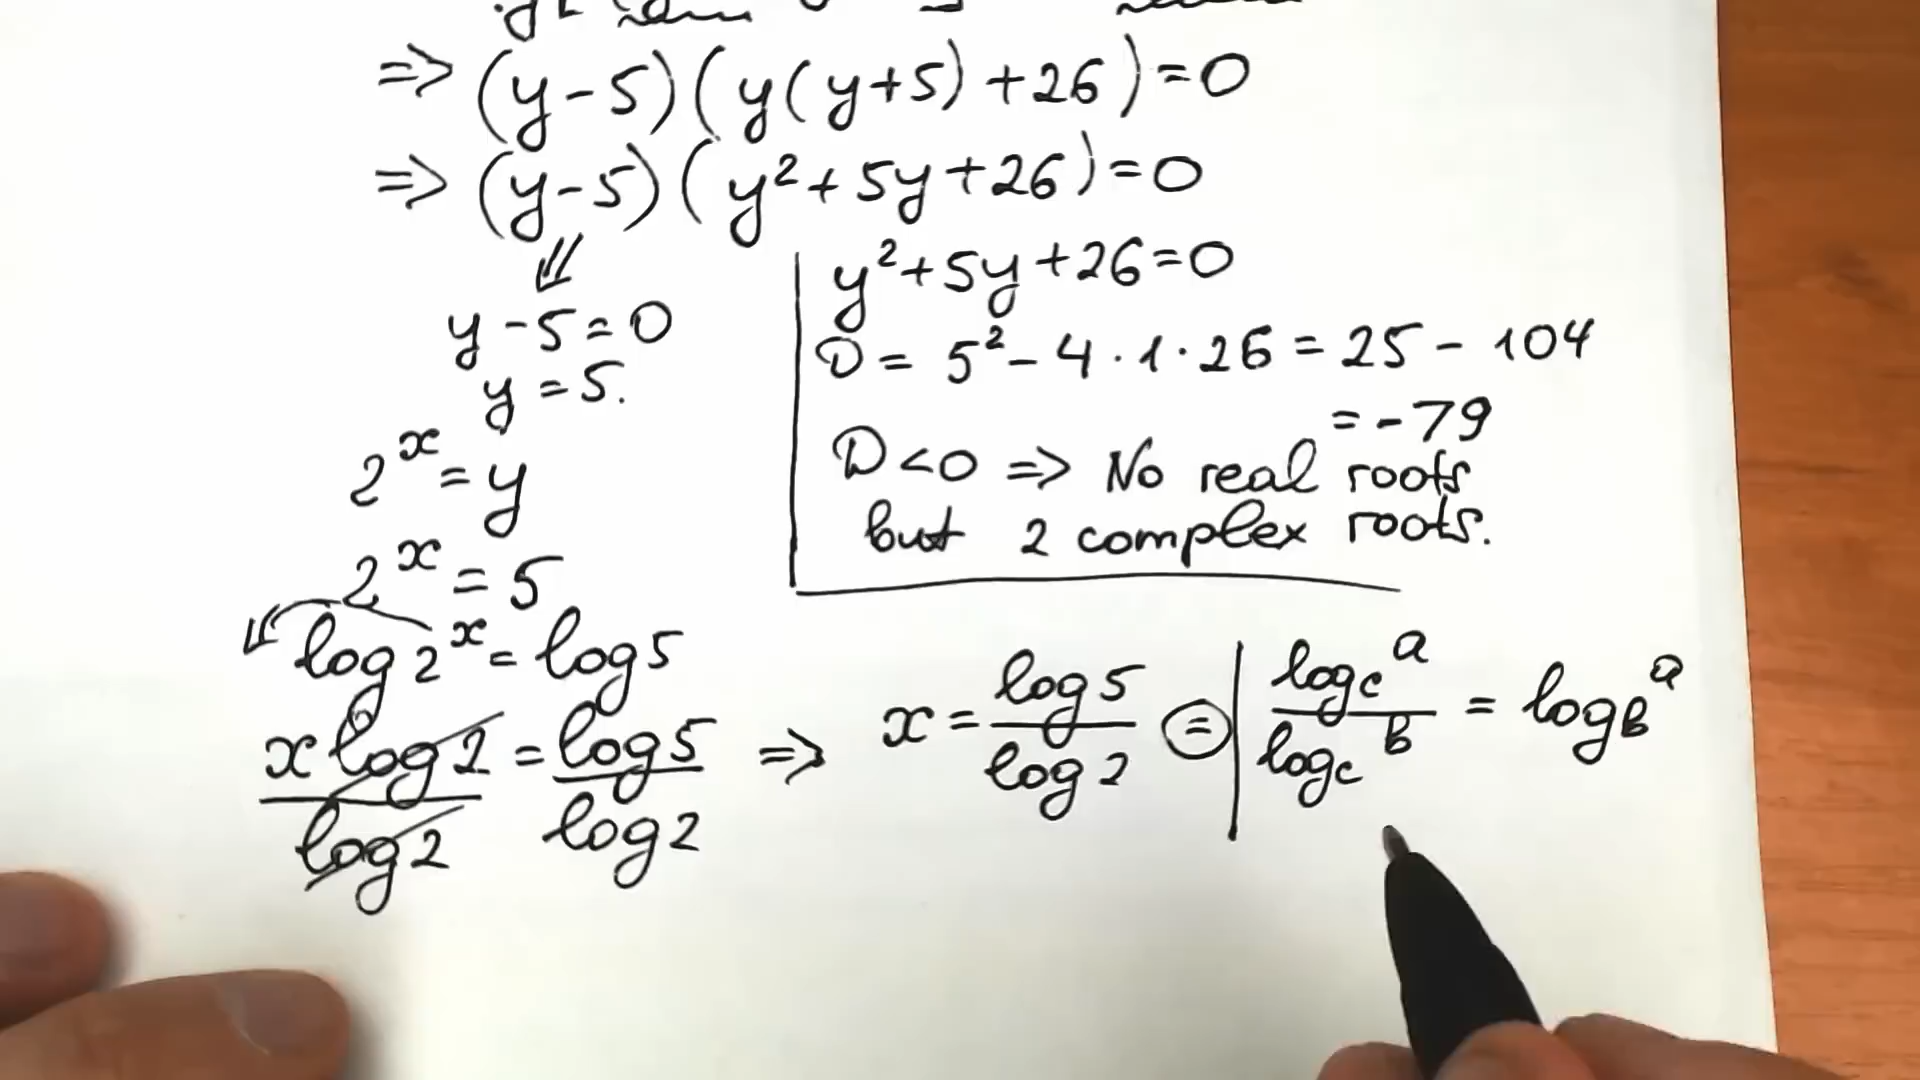 => (y-5)(y(y+5)+26)=0
=> (y-5)(y²+5y+26)=0
y-5=0
y=5.
2^x=y
2^x=5
log 2^x = log 5
x log 2 / log 2 = log 5 / log 2 => x = log 5 / log 2 =
y²+5y+26=0
D = 5²-4·1·26 = 25-104
= -79
D<0 => No real roots
but 2 complex roots.
log_c a / log_c b = log_b a